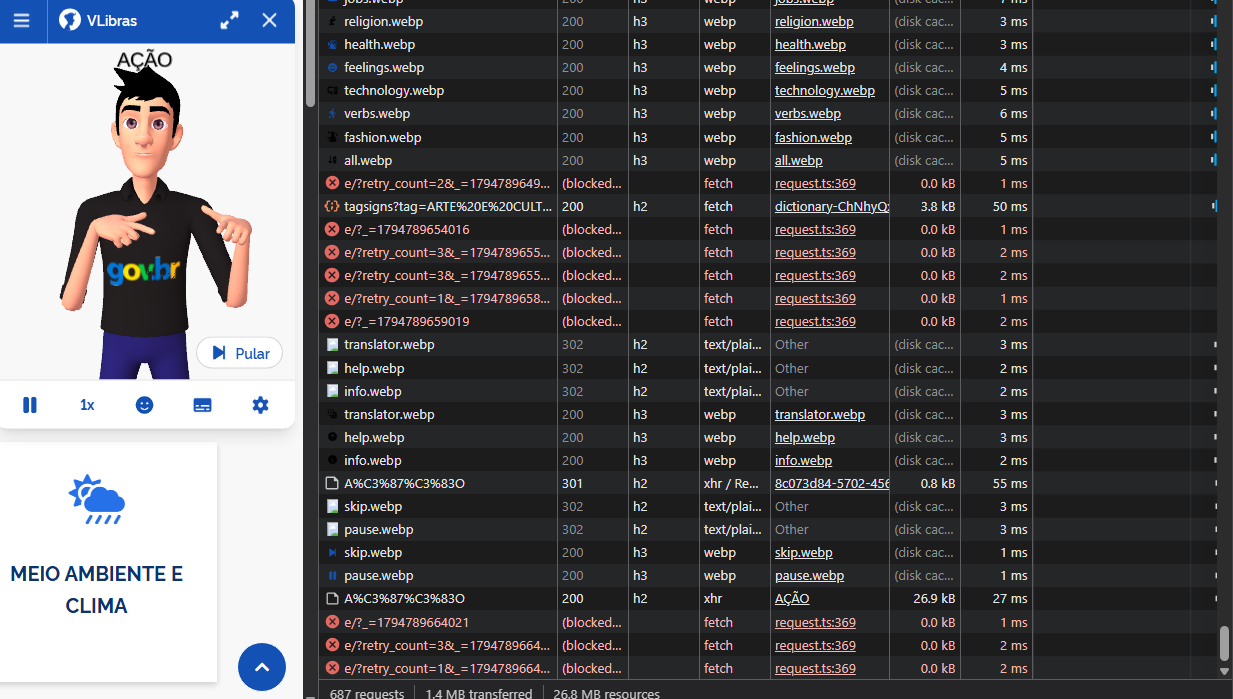 VLibras
AÇÃO
gov.br
Pular
1x
MEIO AMBIENTE E
CLIMA
jobs.webp 200 h3 webp jobs.webp (disk cac... 7 ms
religion.webp 200 h3 webp religion.webp (disk cac... 3 ms
health.webp 200 h3 webp health.webp (disk cac... 3 ms
feelings.webp 200 h3 webp feelings.webp (disk cac... 4 ms
technology.webp 200 h3 webp technology.webp (disk cac... 5 ms
verbs.webp 200 h3 webp verbs.webp (disk cac... 6 ms
fashion.webp 200 h3 webp fashion.webp (disk cac... 5 ms
all.webp 200 h3 webp all.webp (disk cac... 5 ms
e/?retry_count=2&_=1794789649... (blocked... fetch request.ts:369 0.0 kB 1 ms
tagsigns?tag=ARTE%20E%20CULT... 200 h2 fetch dictionary-ChNhyQ 3.8 kB 50 ms
e/?_=1794789654016 (blocked... fetch request.ts:369 0.0 kB 1 ms
e/?retry_count=3&_=1794789655... (blocked... fetch request.ts:369 0.0 kB 2 ms
e/?retry_count=3&_=1794789655... (blocked... fetch request.ts:369 0.0 kB 2 ms
e/?retry_count=1&_=1794789658... (blocked... fetch request.ts:369 0.0 kB 1 ms
e/?_=1794789659019 (blocked... fetch request.ts:369 0.0 kB 2 ms
translator.webp 302 h2 text/plai... Other (disk cac... 3 ms
help.webp 302 h2 text/plai... Other (disk cac... 2 ms
info.webp 302 h2 text/plai... Other (disk cac... 2 ms
translator.webp 200 h3 webp translator.webp (disk cac... 3 ms
help.webp 200 h3 webp help.webp (disk cac... 3 ms
info.webp 200 h3 webp info.webp (disk cac... 2 ms
A%C3%87%C3%83O 301 h2 xhr / Re... 8c073d84-5702-456 0.8 kB 55 ms
skip.webp 302 h2 text/plai... Other (disk cac... 3 ms
pause.webp 302 h2 text/plai... Other (disk cac... 2 ms
skip.webp 200 h3 webp skip.webp (disk cac... 1 ms
pause.webp 200 h3 webp pause.webp (disk cac... 1 ms
A%C3%87%C3%83O 200 h2 xhr AÇÃO 26.9 kB 27 ms
e/?_=1794789664021 (blocked... fetch request.ts:369 0.0 kB 1 ms
e/?retry_count=3&_=1794789664... (blocked... fetch request.ts:369 0.0 kB 2 ms
e/?retry_count=1&_=1794789664... (blocked... fetch request.ts:369 0.0 kB 2 ms
687 requests 1.4 MB transferred 26.8 MB resources